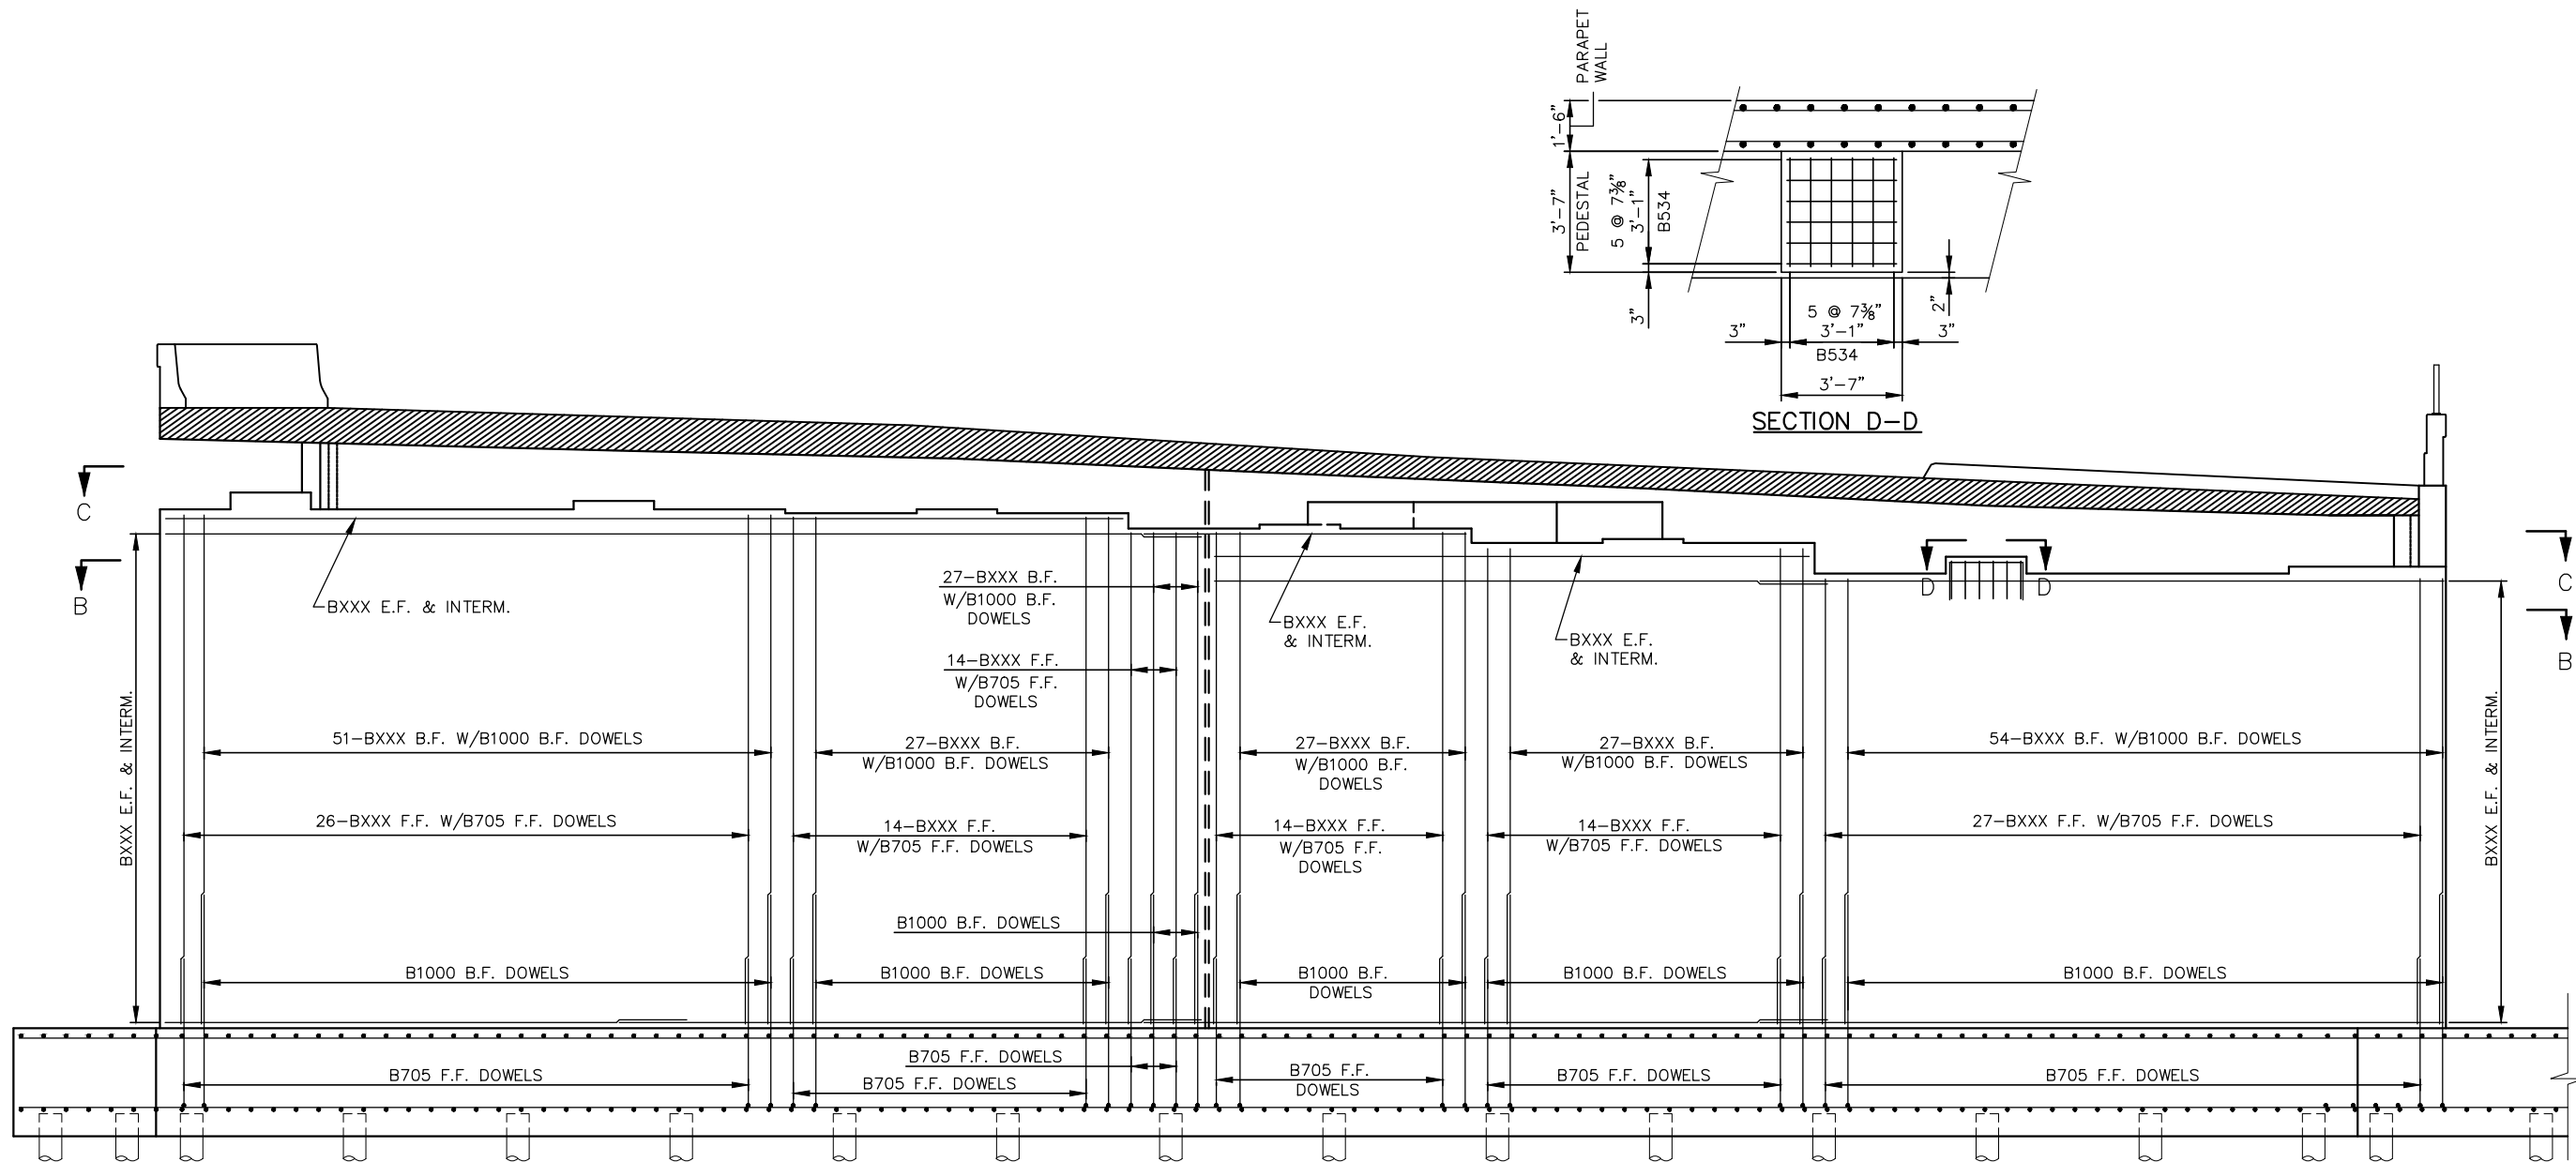 PARAPET
WALL
1'-6"
3'-7"
PEDESTAL
5 @ 7⅜"
3'-1"
B534
3"
5 @ 7⅜"
2"
3"
3'-1"
3"
B534
3'-7"
SECTION D-D
C
B
C
B
D
D
BXXX E.F. & INTERM.
27-BXXX B.F.
W/B1000 B.F.
DOWELS
BXXX E.F.
& INTERM.
BXXX E.F.
& INTERM.
14-BXXX F.F.
W/B705 F.F.
DOWELS
BXXX E.F. & INTERM.
BXXX E.F. & INTERM.
51-BXXX B.F. W/B1000 B.F. DOWELS
27-BXXX B.F.
W/B1000 B.F. DOWELS
27-BXXX B.F.
W/B1000 B.F.
DOWELS
27-BXXX B.F.
W/B1000 B.F. DOWELS
54-BXXX B.F. W/B1000 B.F. DOWELS
26-BXXX F.F. W/B705 F.F. DOWELS
14-BXXX F.F.
W/B705 F.F. DOWELS
14-BXXX F.F.
W/B705 F.F.
DOWELS
14-BXXX F.F.
W/B705 F.F. DOWELS
27-BXXX F.F. W/B705 F.F. DOWELS
B1000 B.F. DOWELS
B1000 B.F. DOWELS
B1000 B.F. DOWELS
B1000 B.F.
DOWELS
B1000 B.F. DOWELS
B1000 B.F. DOWELS
B705 F.F. DOWELS
B705 F.F. DOWELS
B705 F.F. DOWELS
B705 F.F.
DOWELS
B705 F.F. DOWELS
B705 F.F. DOWELS